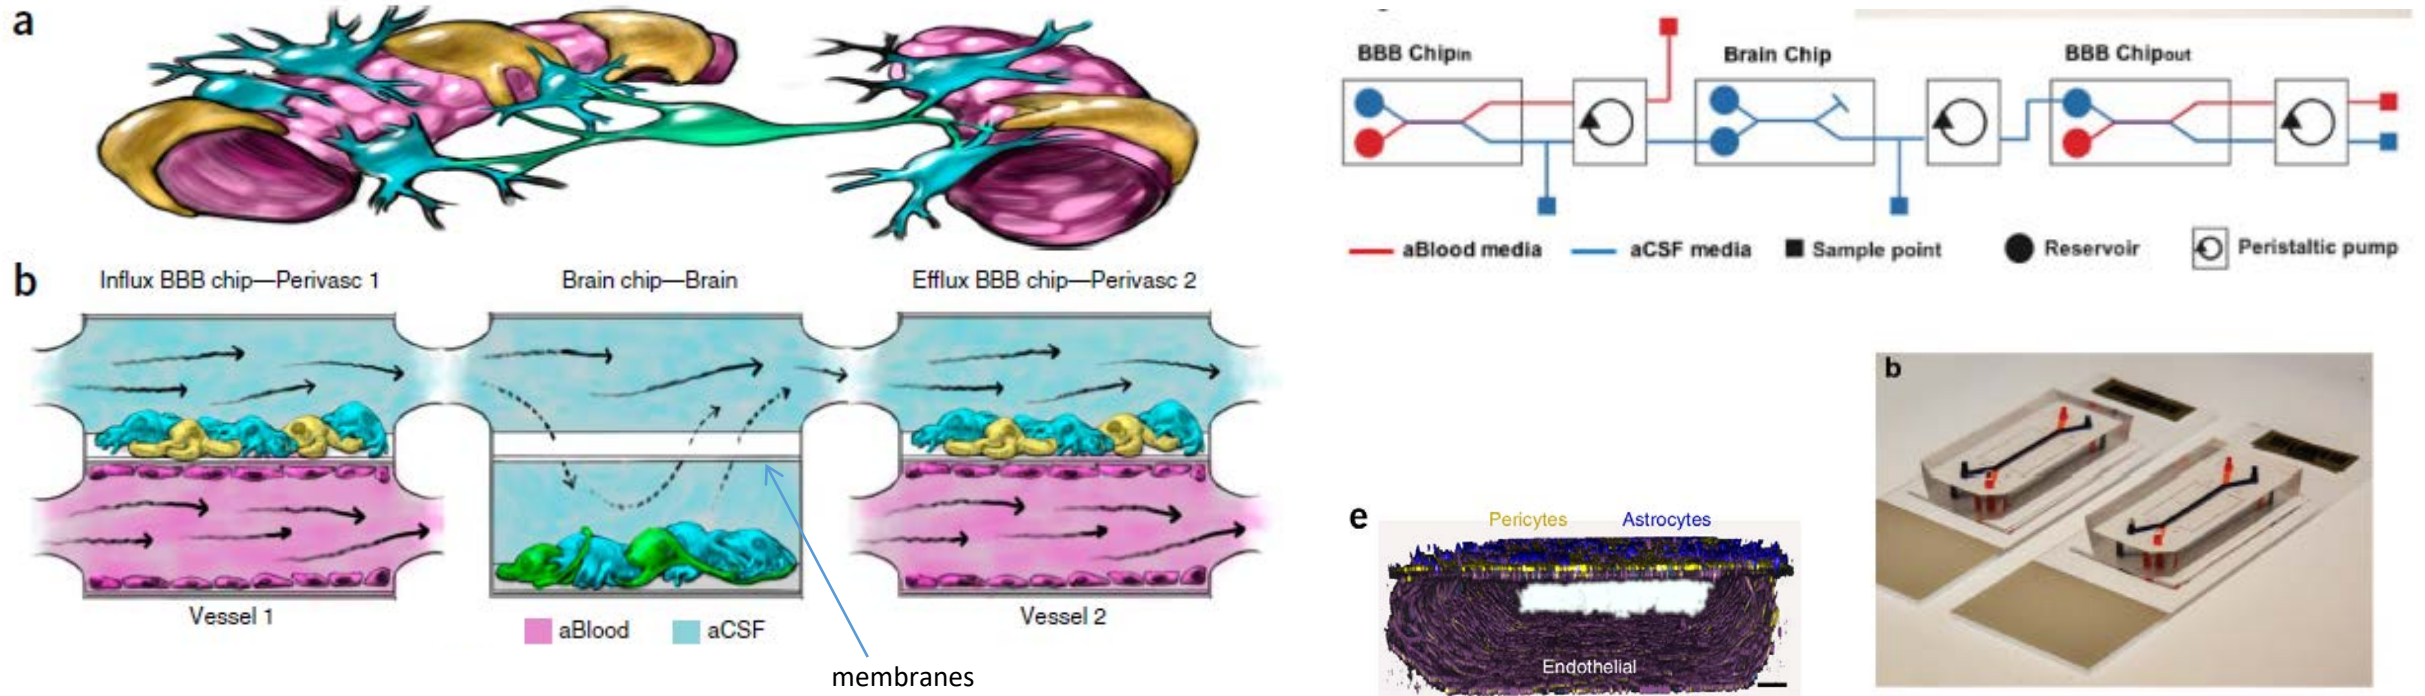 a
b
Influx BBB chip—Perivasc 1
Brain chip—Brain
Efflux BBB chip—Perivasc 2
Vessel 1
Vessel 2
aBlood
aCSF
membranes
BBB Chipin
Brain Chip
BBB Chipout
aBlood media
aCSF media
Sample point
Reservoir
Peristaltic pump
b
e
Pericytes
Astrocytes
Endothelial